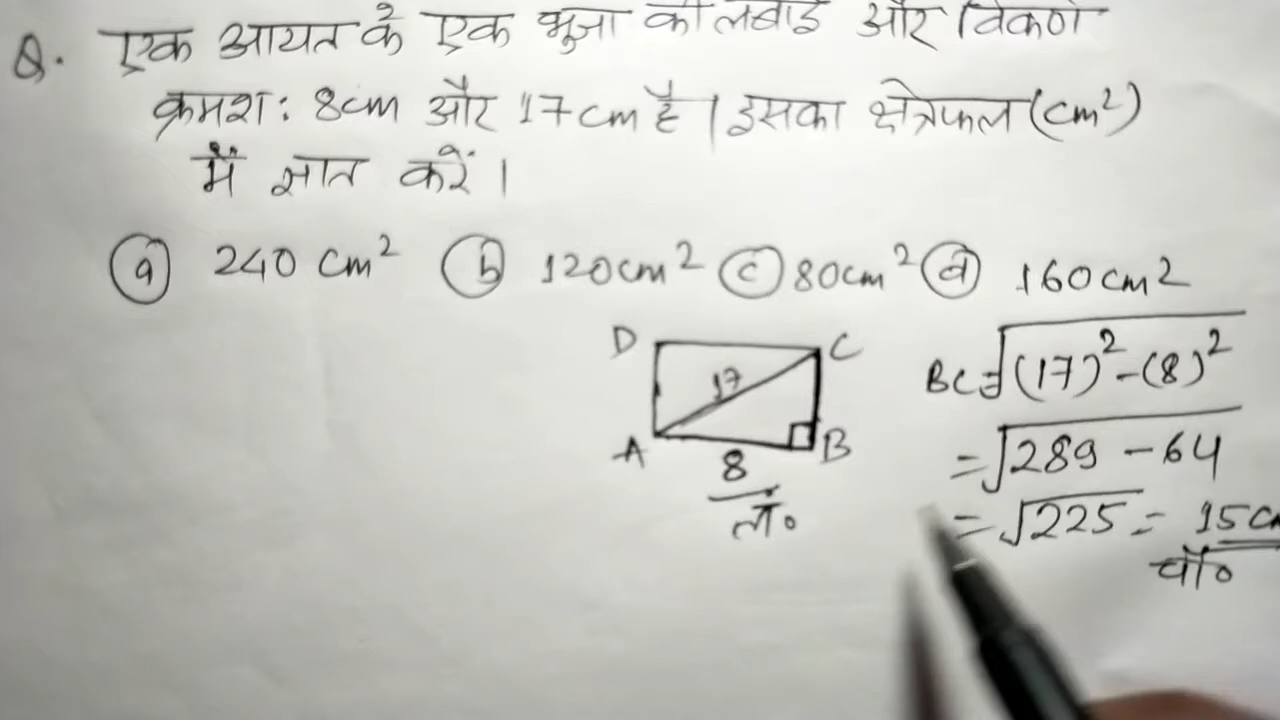 Q. एक आयत के एक भुजा की लंबाई और विकर्ण
क्रमश: 8cm और 17cm है । इसका क्षेत्रफल (cm²)
में ज्ञात करें ।
(a) 240 cm² (b) 120cm² (c) 80cm² (d) 160cm²
D C
17
A B
8
लं०
BC = √(17)² - (8)²
= √289 - 64
= √225 = 15cm
चौ०